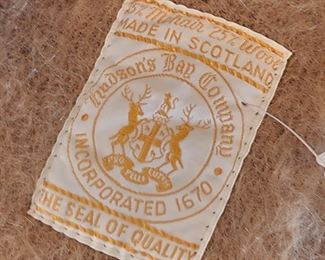 Mohair 25% Wool
MADE IN SCOTLAND
Hudson's Bay Company
INCORPORATED 1670
THE SEAL OF QUALITY